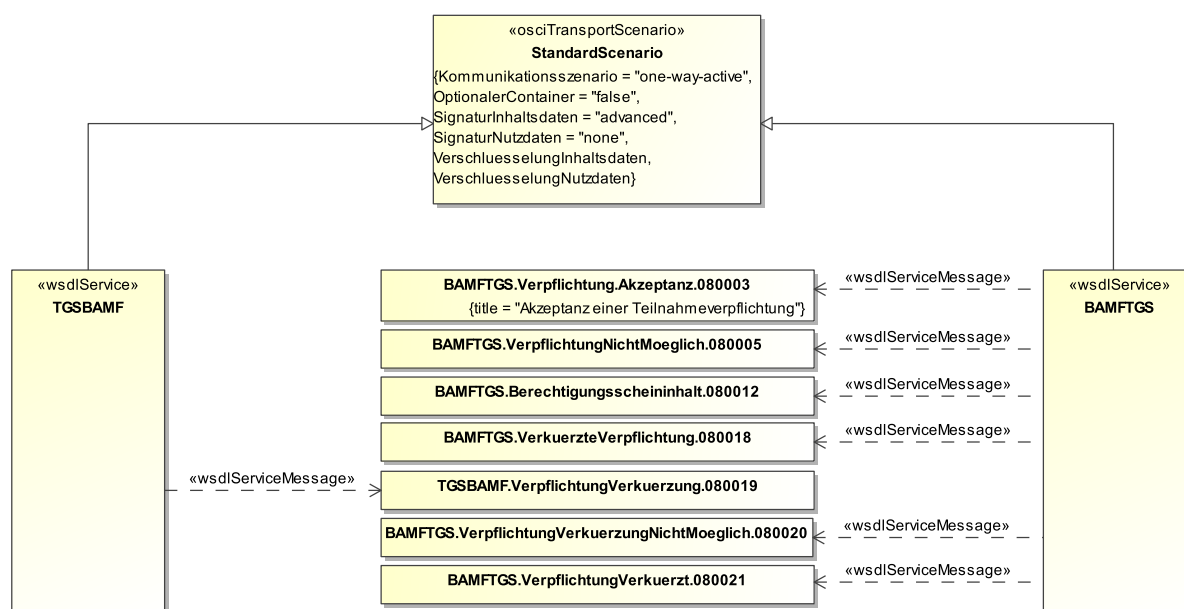 «osciTransportScenario»
StandardScenario
{Kommunikationsszenario = "one-way-active",
OptionalerContainer = "false",
SignaturInhaltsdaten = "advanced",
SignaturNutzdaten = "none",
VerschluesselungInhaltsdaten,
VerschluesselungNutzdaten}
«wsdlService»
TGSBAMF
BAMFTGS.Verpflichtung.Akzeptanz.080003
{title = "Akzeptanz einer Teilnahmeverpflichtung"}
«wsdlServiceMessage»
«wsdlService»
BAMFTGS
BAMFTGS.VerpflichtungNichtMoeglich.080005
«wsdlServiceMessage»
BAMFTGS.Berechtigungsscheininhalt.080012
«wsdlServiceMessage»
BAMFTGS.VerkuerzteVerpflichtung.080018
«wsdlServiceMessage»
«wsdlServiceMessage»
TGSBAMF.VerpflichtungVerkuerzung.080019
BAMFTGS.VerpflichtungVerkuerzungNichtMoeglich.080020
«wsdlServiceMessage»
BAMFTGS.VerpflichtungVerkuerzt.080021
«wsdlServiceMessage»